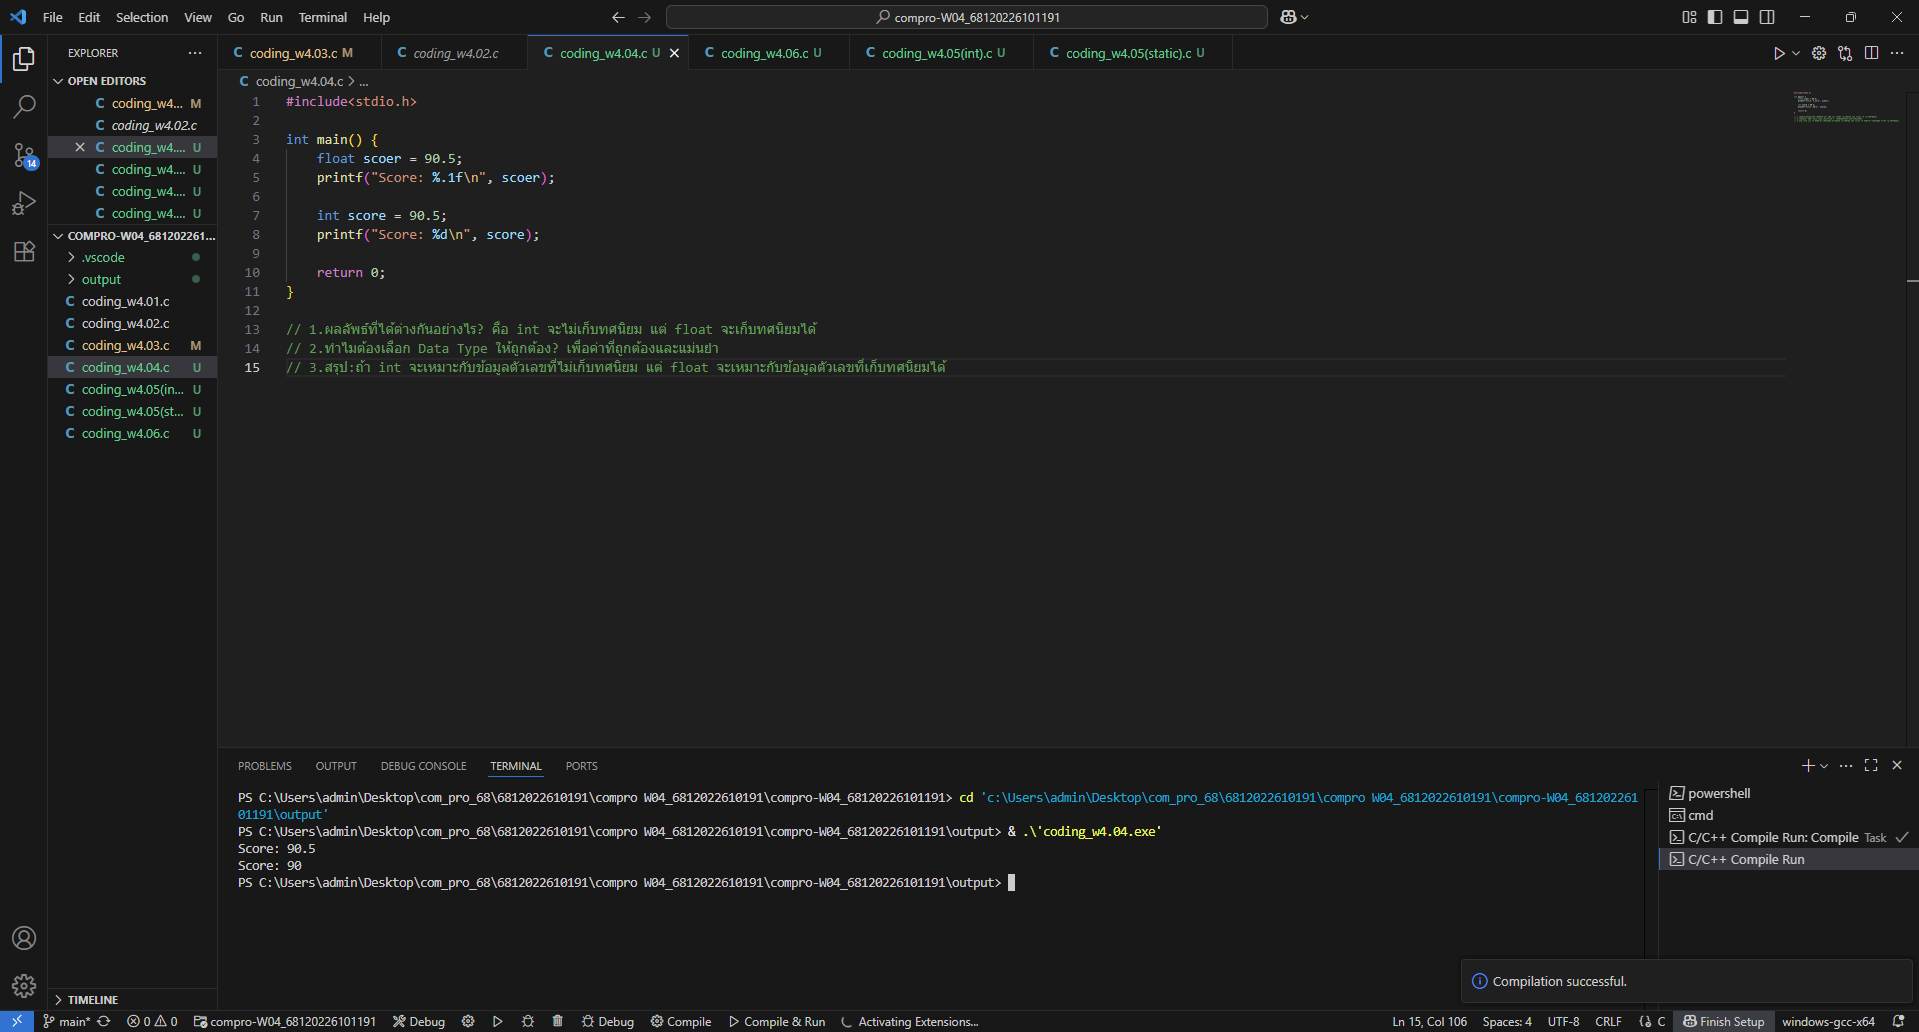 File Edit Selection View Go Run Terminal Help
compro-W04_68120226101191
EXPLORER
OPEN EDITORS
coding_w4... M
coding_w4.02.c
coding_w4.... U
coding_w4.... U
coding_w4.... U
coding_w4.... U
COMPRO-W04_681202261...
.vscode
output
coding_w4.01.c
coding_w4.02.c
coding_w4.03.c M
coding_w4.04.c U
coding_w4.05(in... U
coding_w4.05(st... U
coding_w4.06.c U
TIMELINE
14
coding_w4.03.c M
coding_w4.02.c
coding_w4.04.c U
coding_w4.06.c U
coding_w4.05(int).c U
coding_w4.05(static).c U
coding_w4.04.c > ...
1 #include<stdio.h>
2
3 int main() {
4 float scoer = 90.5;
5 printf("Score: %.1f\n", scoer);
6
7 int score = 90.5;
8 printf("Score: %d\n", score);
9
10 return 0;
11 }
12
13 // 1.ผลลัพธ์ที่ได้ต่างกันอย่างไร? คือ int จะไม่เก็บทศนิยม แต่ float จะเก็บทศนิยมได้
14 // 2.ทำไมต้องเลือก Data Type ให้ถูกต้อง? เพื่อค่าที่ถูกต้องและแม่นยำ
15 // 3.สรุป:ถ้า int จะเหมาะกับข้อมูลตัวเลขที่ไม่เก็บทศนิยม แต่ float จะเหมาะกับข้อมูลตัวเลขที่เก็บทศนิยมได้
PROBLEMS OUTPUT DEBUG CONSOLE TERMINAL PORTS
PS C:\Users\admin\Desktop\com_pro_68\6812022610191\compro W04_6812022610191\compro-W04_68120226101191> cd 'c:\Users\admin\Desktop\com_pro_68\6812022610191\compro W04_6812022610191\compro-W04_681202261
01191\output'
PS C:\Users\admin\Desktop\com_pro_68\6812022610191\compro W04_6812022610191\compro-W04_68120226101191\output> & .\'coding_w4.04.exe'
Score: 90.5
Score: 90
PS C:\Users\admin\Desktop\com_pro_68\6812022610191\compro W04_6812022610191\compro-W04_68120226101191\output>
powershell
cmd
C/C++ Compile Run: Compile Task
C/C++ Compile Run
Compilation successful.
main* 0 0 compro-W04_68120226101191 Debug Debug Compile Compile & Run Activating Extensions... Ln 15, Col 106 Spaces: 4 UTF-8 CRLF {} C Finish Setup windows-gcc-x64